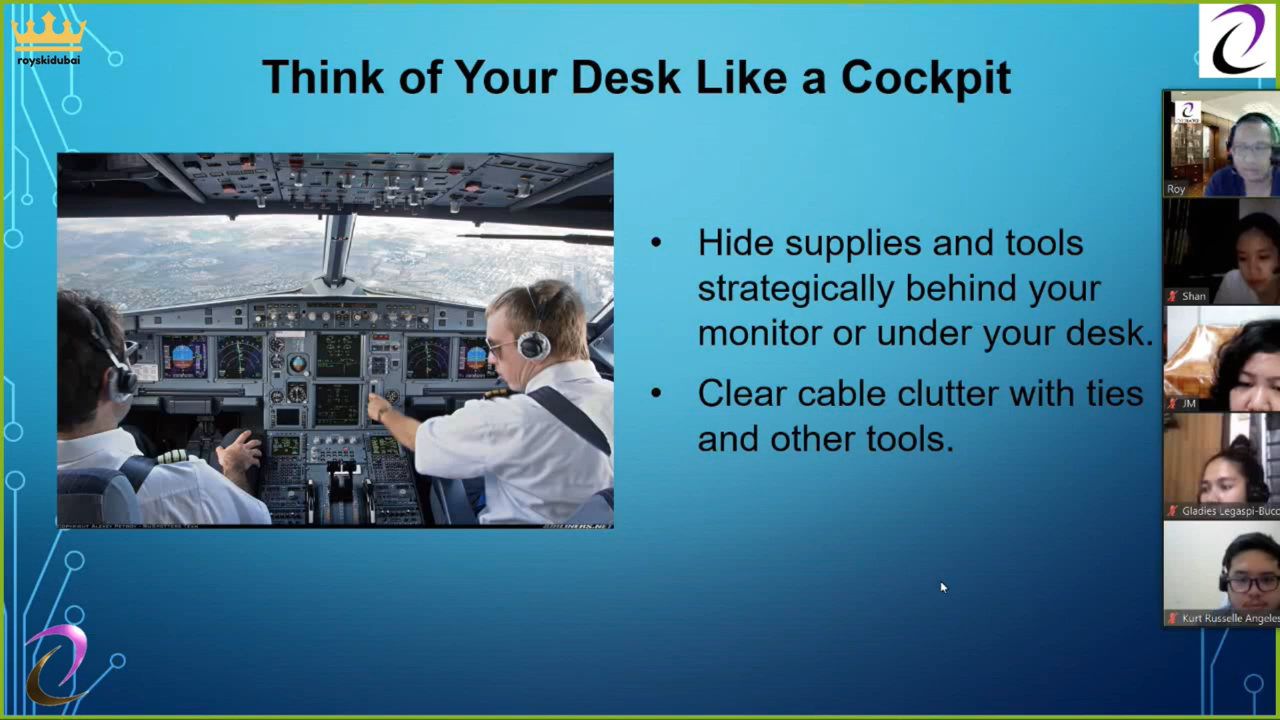 royskidubai
Think of Your Desk Like a Cockpit
• Hide supplies and tools
strategically behind your
monitor or under your desk.
• Clear cable clutter with ties
and other tools.
Roy
Shan
JM
Gladies Legaspi-Bucc
Kurt Russelle Angeles